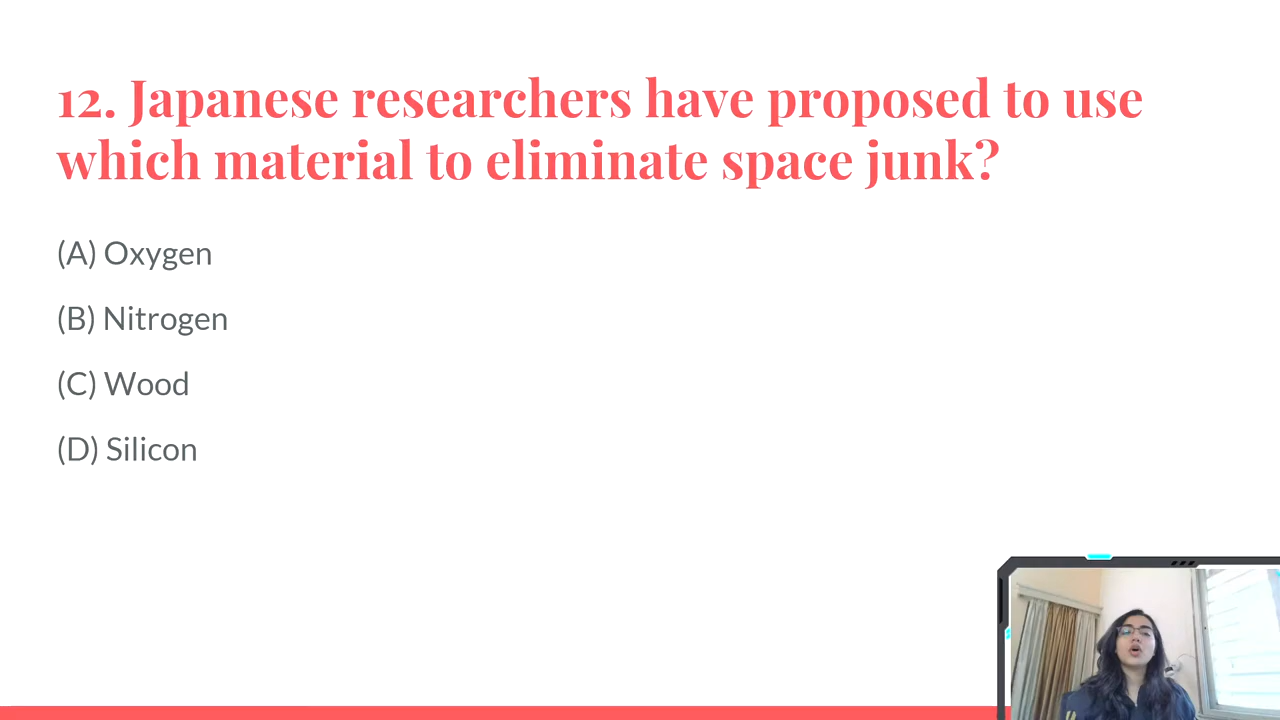 12. Japanese researchers have proposed to use
which material to eliminate space junk?
(A) Oxygen
(B) Nitrogen
(C) Wood
(D) Silicon